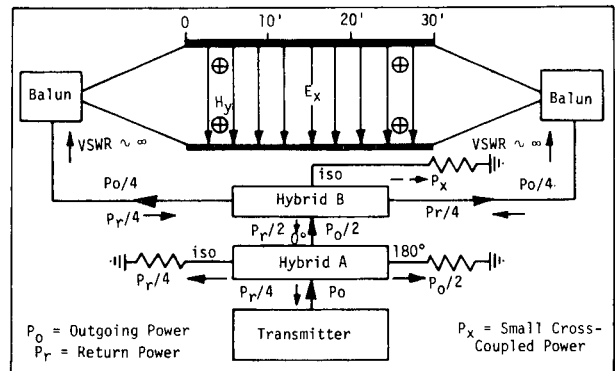 0 10' 20' 30'
Balun
Hy
Ex
Balun
VSWR ~ ∞
VSWR ~ ∞
iso
Px
Po/4
Hybrid B
Po/4
Pr/4
Pr/4
Pr/2
0°
Po/2
iso
Hybrid A
180°
Pr/4
Pr/4
Po
Po/2
Transmitter
Po = Outgoing Power
Pr = Return Power
Px = Small Cross-
Coupled Power